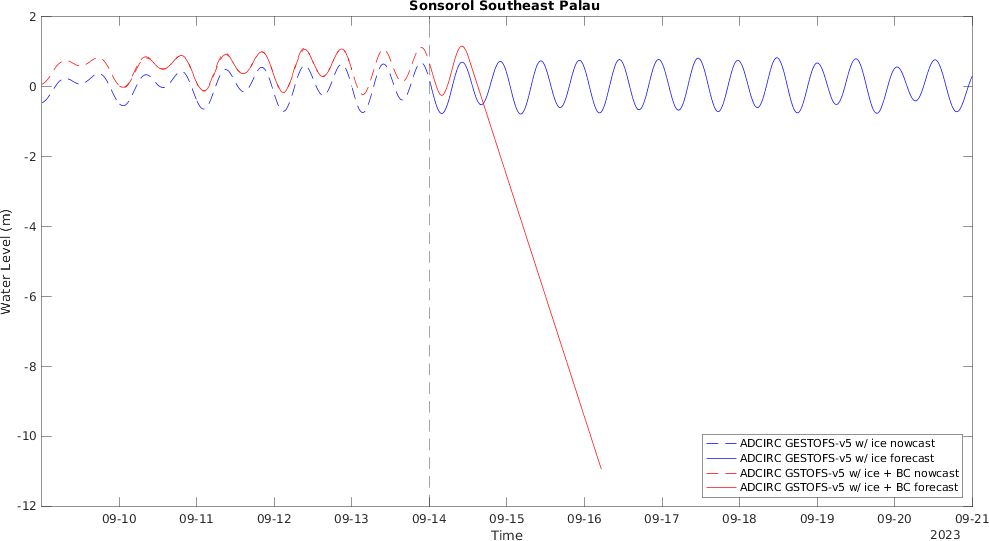 Sonsorol Southeast Palau
2
0
-2
-4
-6
-8
-10
-12
Water Level (m)
ADCIRC GESTOFS-v5 w/ ice nowcast
ADCIRC GESTOFS-v5 w/ ice forecast
ADCIRC GSTOFS-v5 w/ ice + BC nowcast
ADCIRC GSTOFS-v5 w/ ice + BC forecast
09-10 09-11 09-12 09-13 09-14 09-15 09-16 09-17 09-18 09-19 09-20 09-21
Time
2023